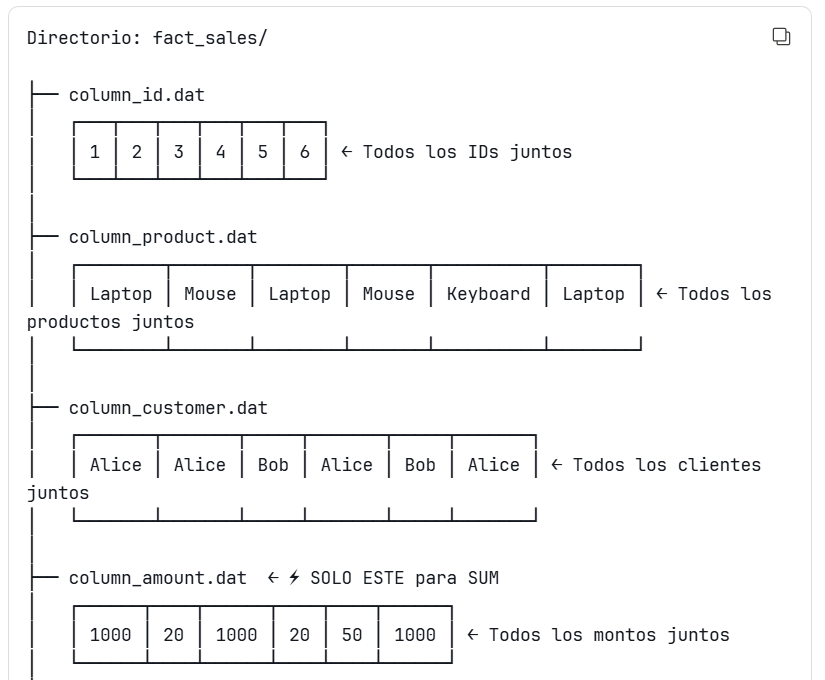 Directorio: fact_sales/
├── column_id.dat
│ 1 │ 2 │ 3 │ 4 │ 5 │ 6 │ ← Todos los IDs juntos
├── column_product.dat
│ Laptop │ Mouse │ Laptop │ Mouse │ Keyboard │ Laptop │ ← Todos los
productos juntos
├── column_customer.dat
│ Alice │ Alice │ Bob │ Alice │ Bob │ Alice │ ← Todos los clientes
juntos
├── column_amount.dat ← ⚡ SOLO ESTE para SUM
│ 1000 │ 20 │ 1000 │ 20 │ 50 │ 1000 │ ← Todos los montos juntos